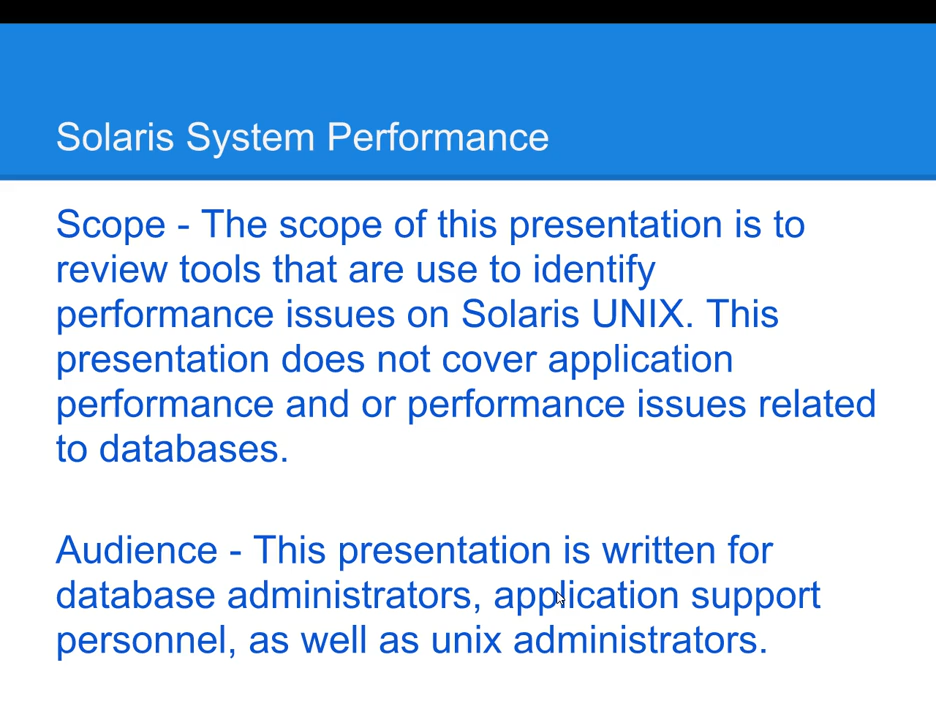 Solaris System Performance
Scope - The scope of this presentation is to
review tools that are use to identify
performance issues on Solaris UNIX. This
presentation does not cover application
performance and or performance issues related
to databases.
Audience - This presentation is written for
database administrators, application support
personnel, as well as unix administrators.